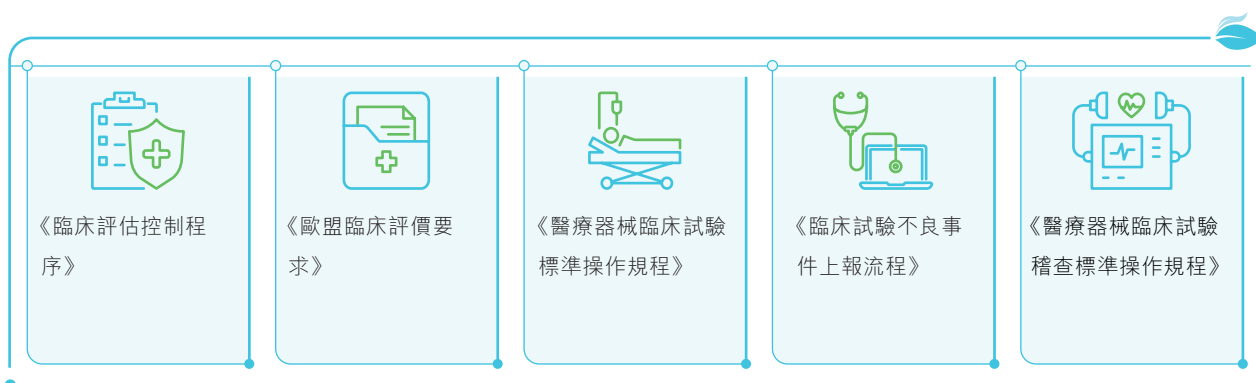 《臨床評估控制程
序》
《歐盟臨床評價要
求》
《醫療器械臨床試驗
標準操作規程》
《臨床試驗不良事
件上報流程》
《醫療器械臨床試驗
稽查標準操作規程》